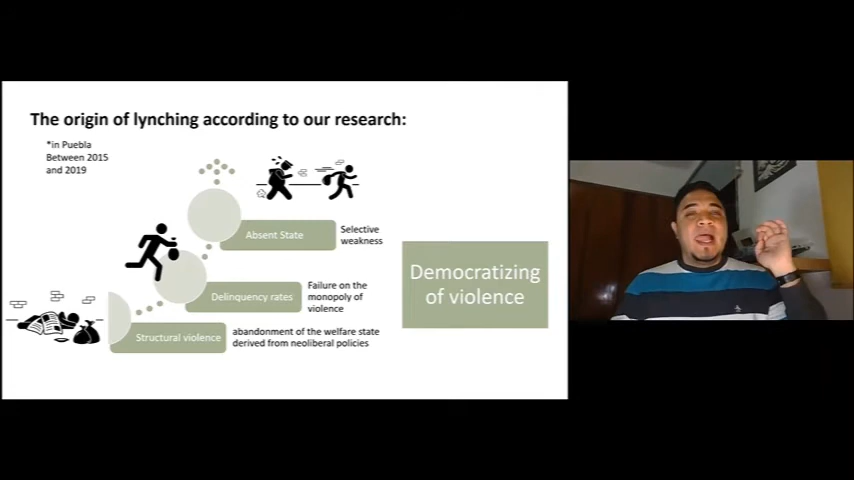 The origin of lynching according to our research:
*in Puebla
Between 2015
and 2019
Absent State
Selective
weakness
Delinquency rates
Failure on the
monopoly of
violence
Structural violence
abandonment of the welfare state
derived from neoliberal policies
Democratizing
of violence